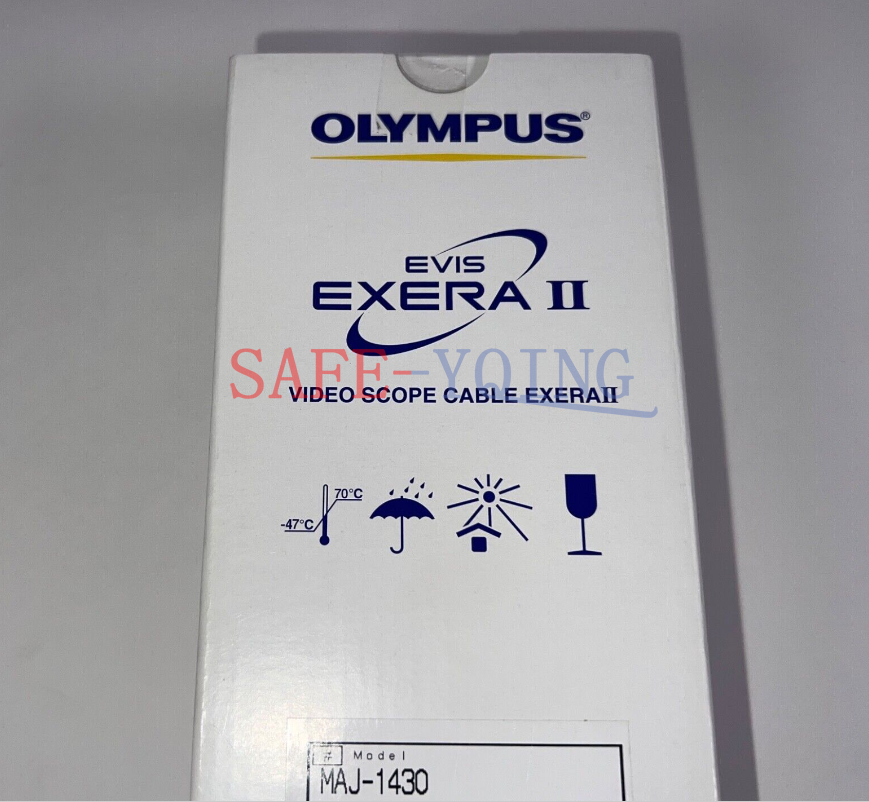 OLYMPUS®
EVIS
EXERA II
SAFE-YQING
VIDEO SCOPE CABLE EXERAII
70°C
-47°C
# Model
MAJ-1430